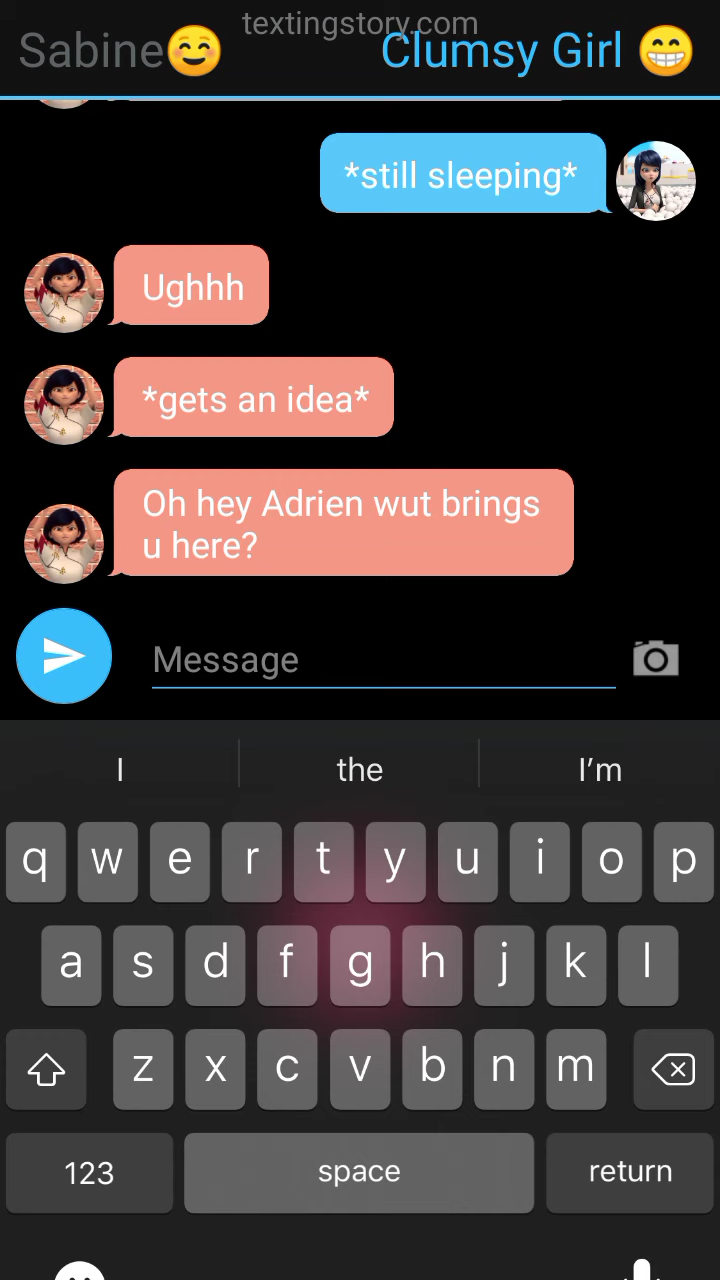 textingstory.com
Sabine😊 Clumsy Girl 😁
*still sleeping*
Ughhh
*gets an idea*
Oh hey Adrien wut brings
u here?
Message
I the I’m
q w e r t y u i o p
a s d f g h j k l
z x c v b n m
123 space return